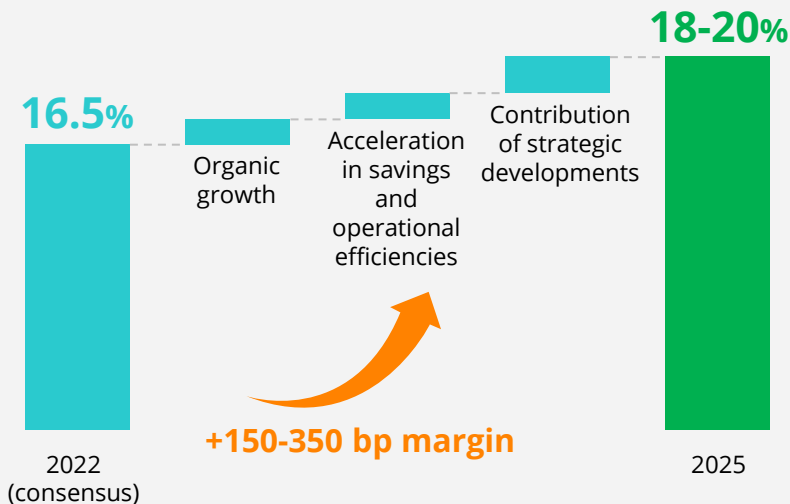 18-20%
16.5%
Organic
growth
Acceleration
in savings
and
operational
efficiencies
Contribution
of strategic
developments
+150-350 bp margin
2022
(consensus)
2025